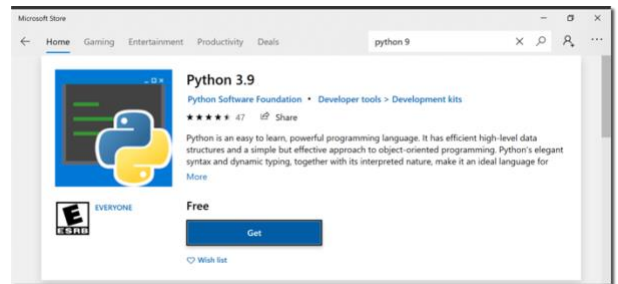 Microsoft Store
Home Gaming Entertainment Productivity Deals python 9
Python 3.9
Python Software Foundation • Developer tools > Development kits
47 Share
Python is an easy to learn, powerful programming language. It has efficient high-level data
structures and a simple but effective approach to object-oriented programming. Python's elegant
syntax and dynamic typing, together with its interpreted nature, make it an ideal language for
More
E
ESRB
EVERYONE
Free
Get
Wish list